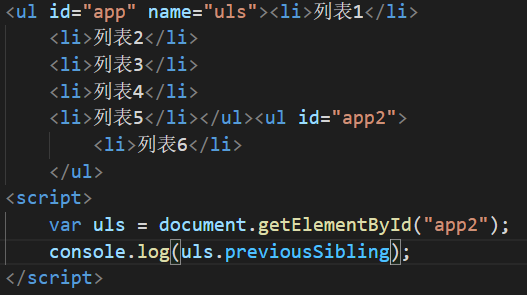 <ul id="app" name="uls"><li>列表1</li>
<li>列表2</li>
<li>列表3</li>
<li>列表4</li>
<li>列表5</li></ul><ul id="app2">
<li>列表6</li>
</ul>
<script>
var uls = document.getElementById("app2");
console.log(uls.previousSibling);
</script>